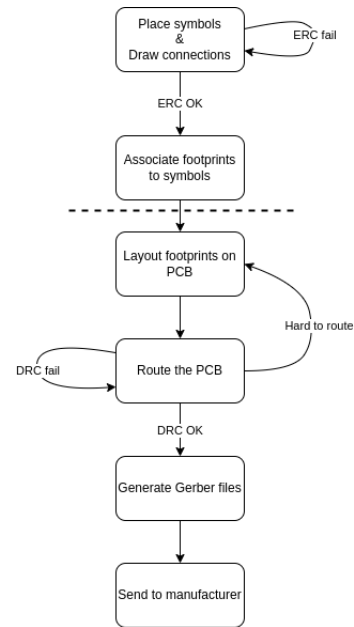 Place symbols
&
Draw connections
ERC fail
ERC OK
Associate footprints
to symbols
Layout footprints on
PCB
Hard to route
DRC fail
Route the PCB
DRC OK
Generate Gerber files
Send to manufacturer